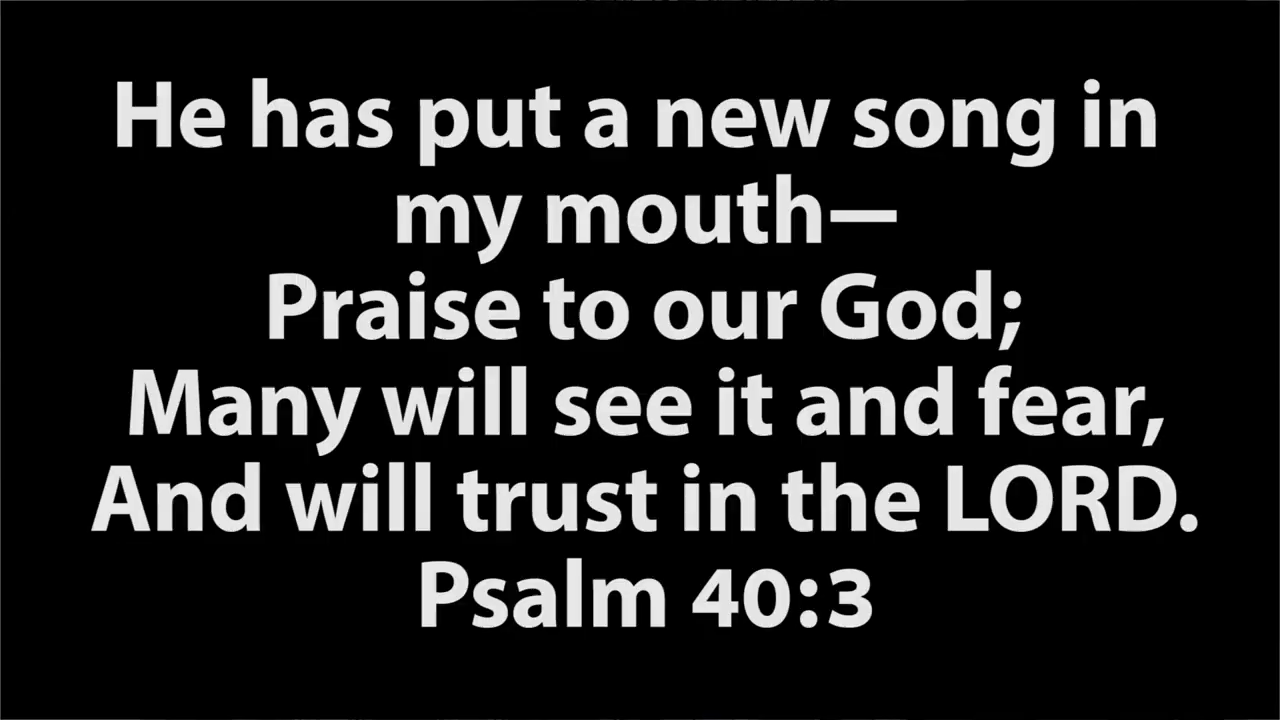 He has put a new song in
my mouth—
Praise to our God;
Many will see it and fear,
And will trust in the LORD.
Psalm 40:3